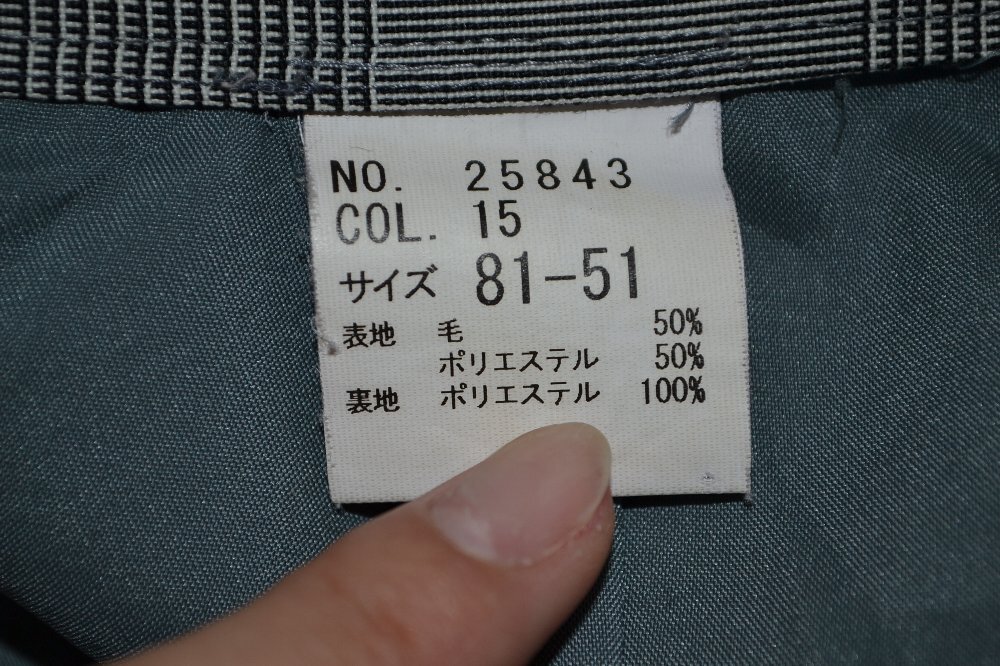 NO. 25843
COL. 15
サイズ 81-51
表地 毛 50%
ポリエステル 50%
裏地 ポリエステル 100%